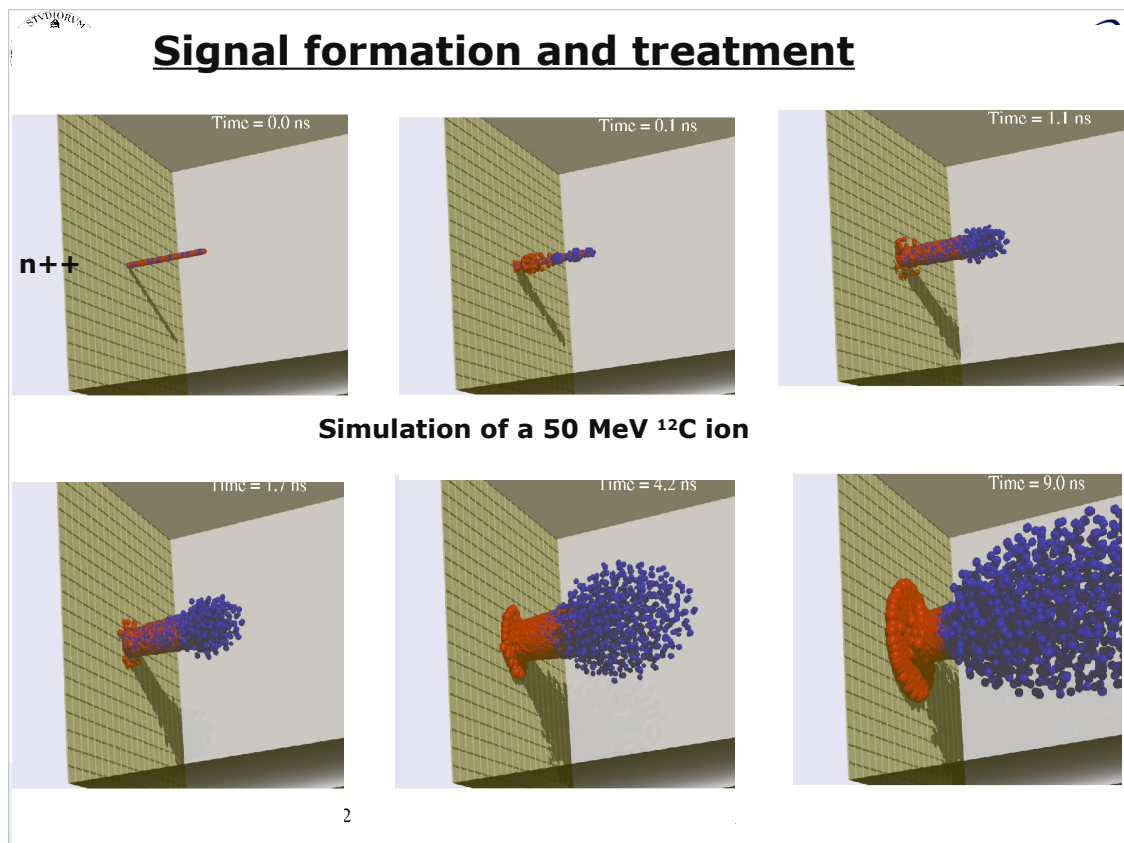 STVDIORVM
Signal formation and treatment
Time = 0.0 ns
Time = 0.1 ns
Time = 1.1 ns
n++
Simulation of a 50 MeV ¹²C ion
Time = 1.7 ns
Time = 4.2 ns
Time = 9.0 ns
2